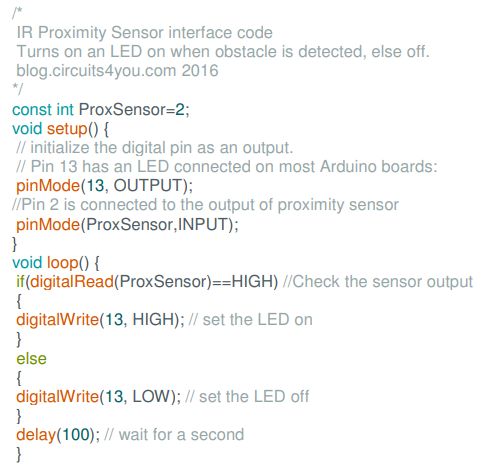 /*
IR Proximity Sensor interface code
Turns on an LED on when obstacle is detected, else off.
blog.circuits4you.com 2016
*/
const int ProxSensor=2;
void setup() {
// initialize the digital pin as an output.
// Pin 13 has an LED connected on most Arduino boards:
pinMode(13, OUTPUT);
//Pin 2 is connected to the output of proximity sensor
pinMode(ProxSensor,INPUT);
}
void loop() {
if(digitalRead(ProxSensor)==HIGH) //Check the sensor output
{
digitalWrite(13, HIGH); // set the LED on
}
else
{
digitalWrite(13, LOW); // set the LED off
}
delay(100); // wait for a second
}